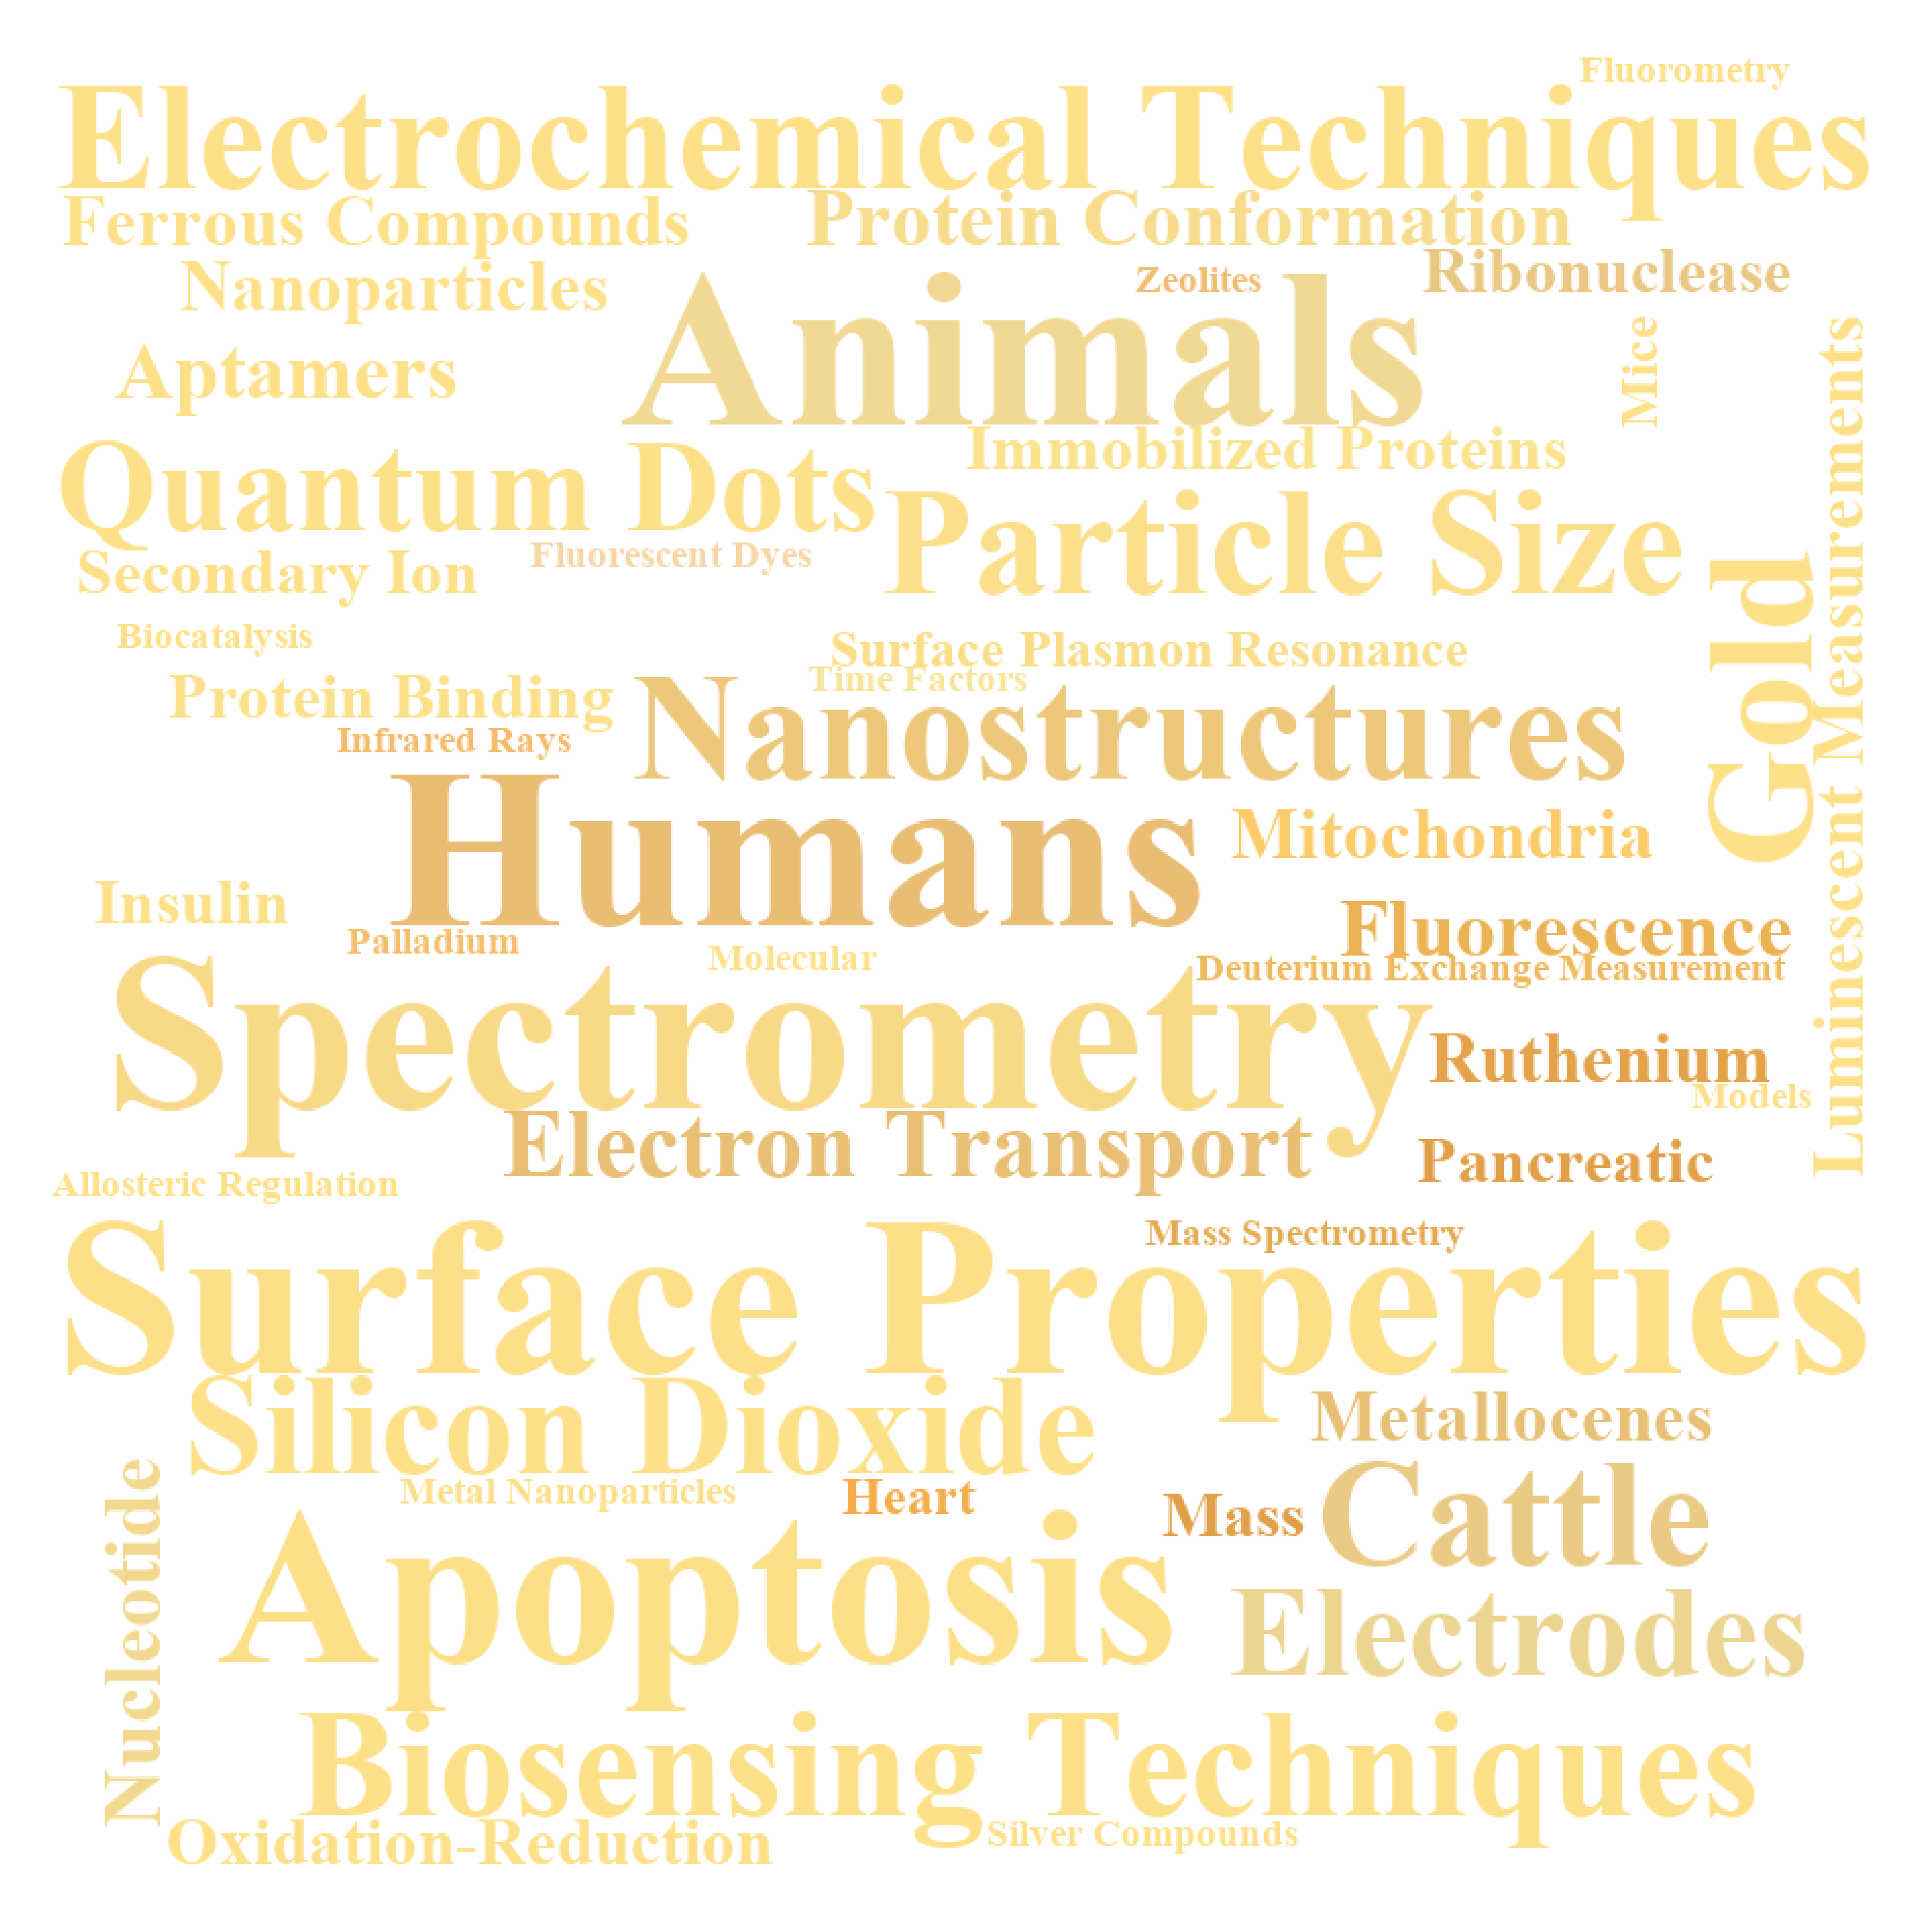 Fluorometry
Electrochemical Techniques
Ferrous Compounds
Protein Conformation
Nanoparticles
Animals
Zeolites
Ribonuclease
Aptamers
Mice
Luminescent Measurements
Quantum Dots
Immobilized Proteins
Particle Size
Secondary Ion
Fluorescent Dyes
Gold
Biocatalysis
Surface Plasmon Resonance
Time Factors
Protein Binding
Nanostructures
Infrared Rays
Humans
Mitochondria
Insulin
Fluorescence
Palladium
Molecular
Deuterium Exchange Measurement
Spectrometry
Ruthenium
Models
Electron Transport
Pancreatic
Allosteric Regulation
Mass Spectrometry
Surface Properties
Silicon Dioxide
Metallocenes
Nucleotide
Metal Nanoparticles
Heart
Mass
Cattle
Apoptosis
Electrodes
Biosensing Techniques
Oxidation-Reduction
Silver Compounds